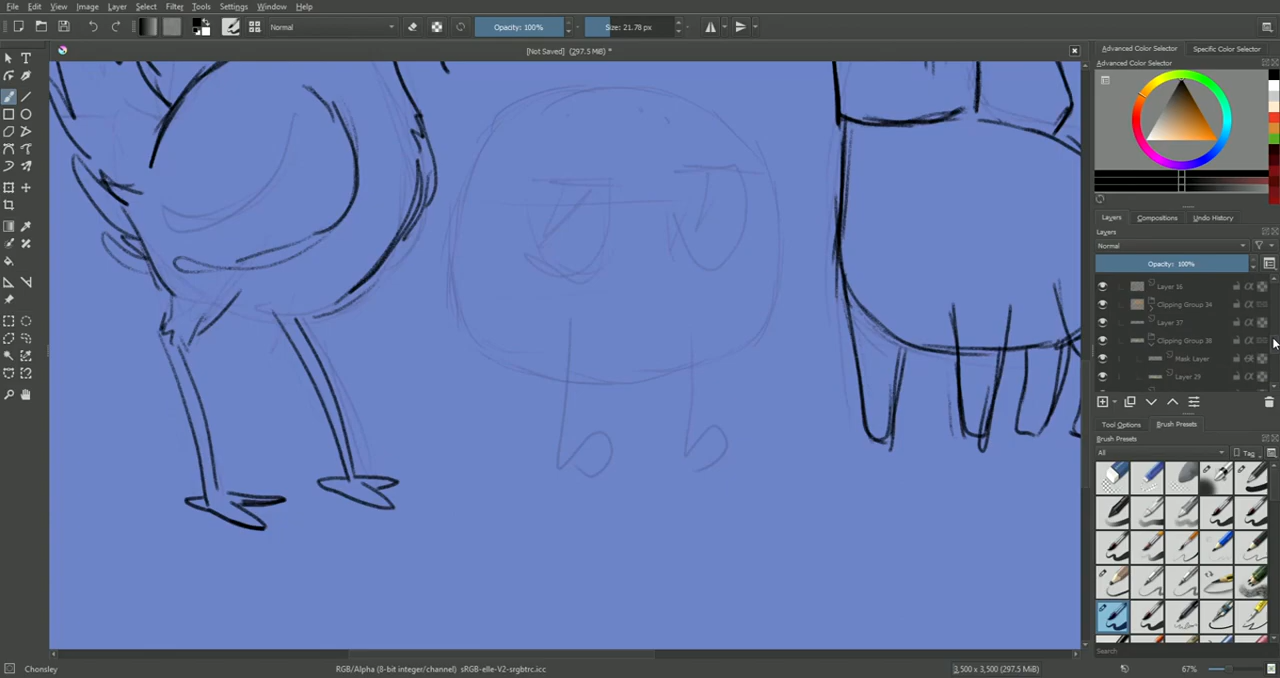 File Edit View Image Layer Select Filter Tools Settings Window Help
Normal Opacity: 100% Size: 21.78 px
[Not Saved] (297.5 MiB) *
Advanced Color Selector Specific Color Selector
Advanced Color Selector
Layers Compositions Undo History
Layers
Normal
Opacity: 100%
Layer 16
Clipping Group 34
Layer 37
Clipping Group 38
Mask Layer
Layer 29
Tool Options Brush Presets
Brush Presets
All Tag
Search
Chonsley RGB/Alpha (8-bit integer/channel) sRGB-elle-V2-srgbtrc.icc 3,500 x 3,500 (297.5 MiB) 67%